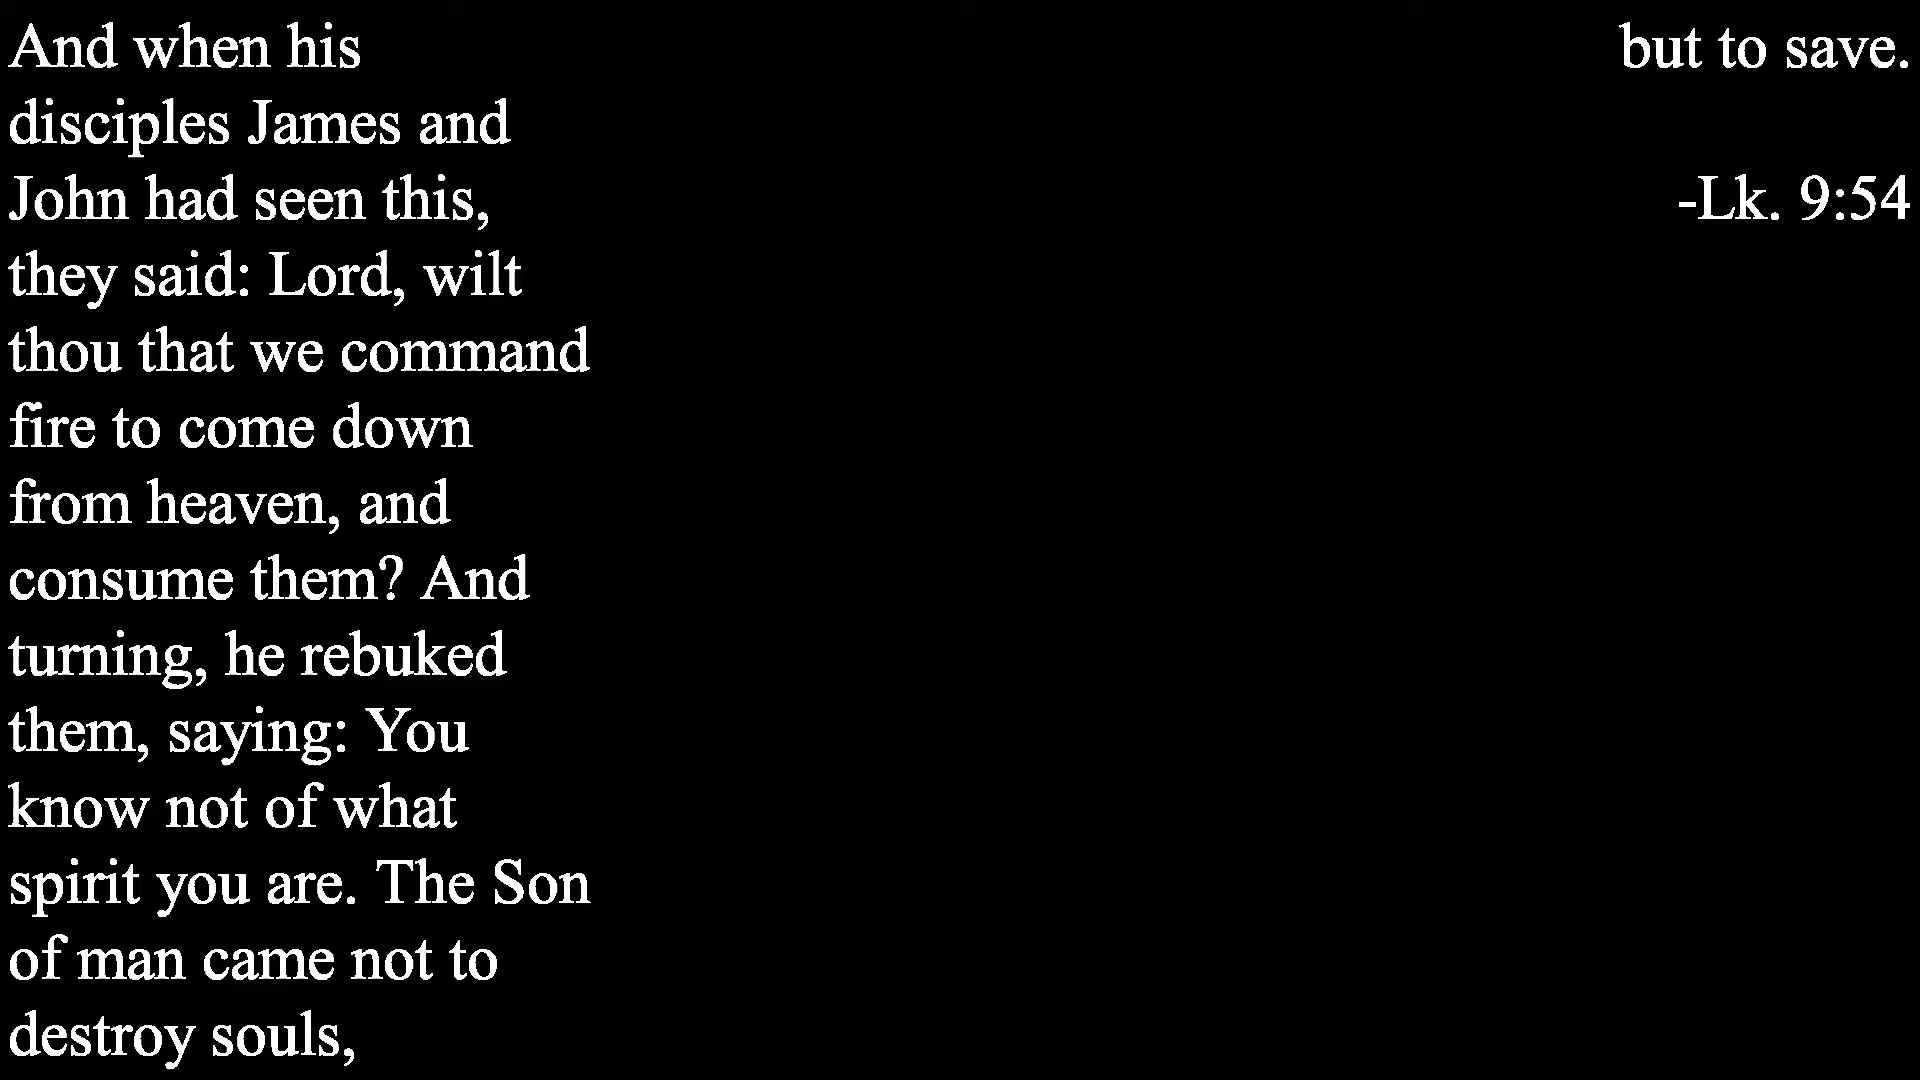 And when his
disciples James and
John had seen this,
they said: Lord, wilt
thou that we command
fire to come down
from heaven, and
consume them? And
turning, he rebuked
them, saying: You
know not of what
spirit you are. The Son
of man came not to
destroy souls,
but to save.
-Lk. 9:54